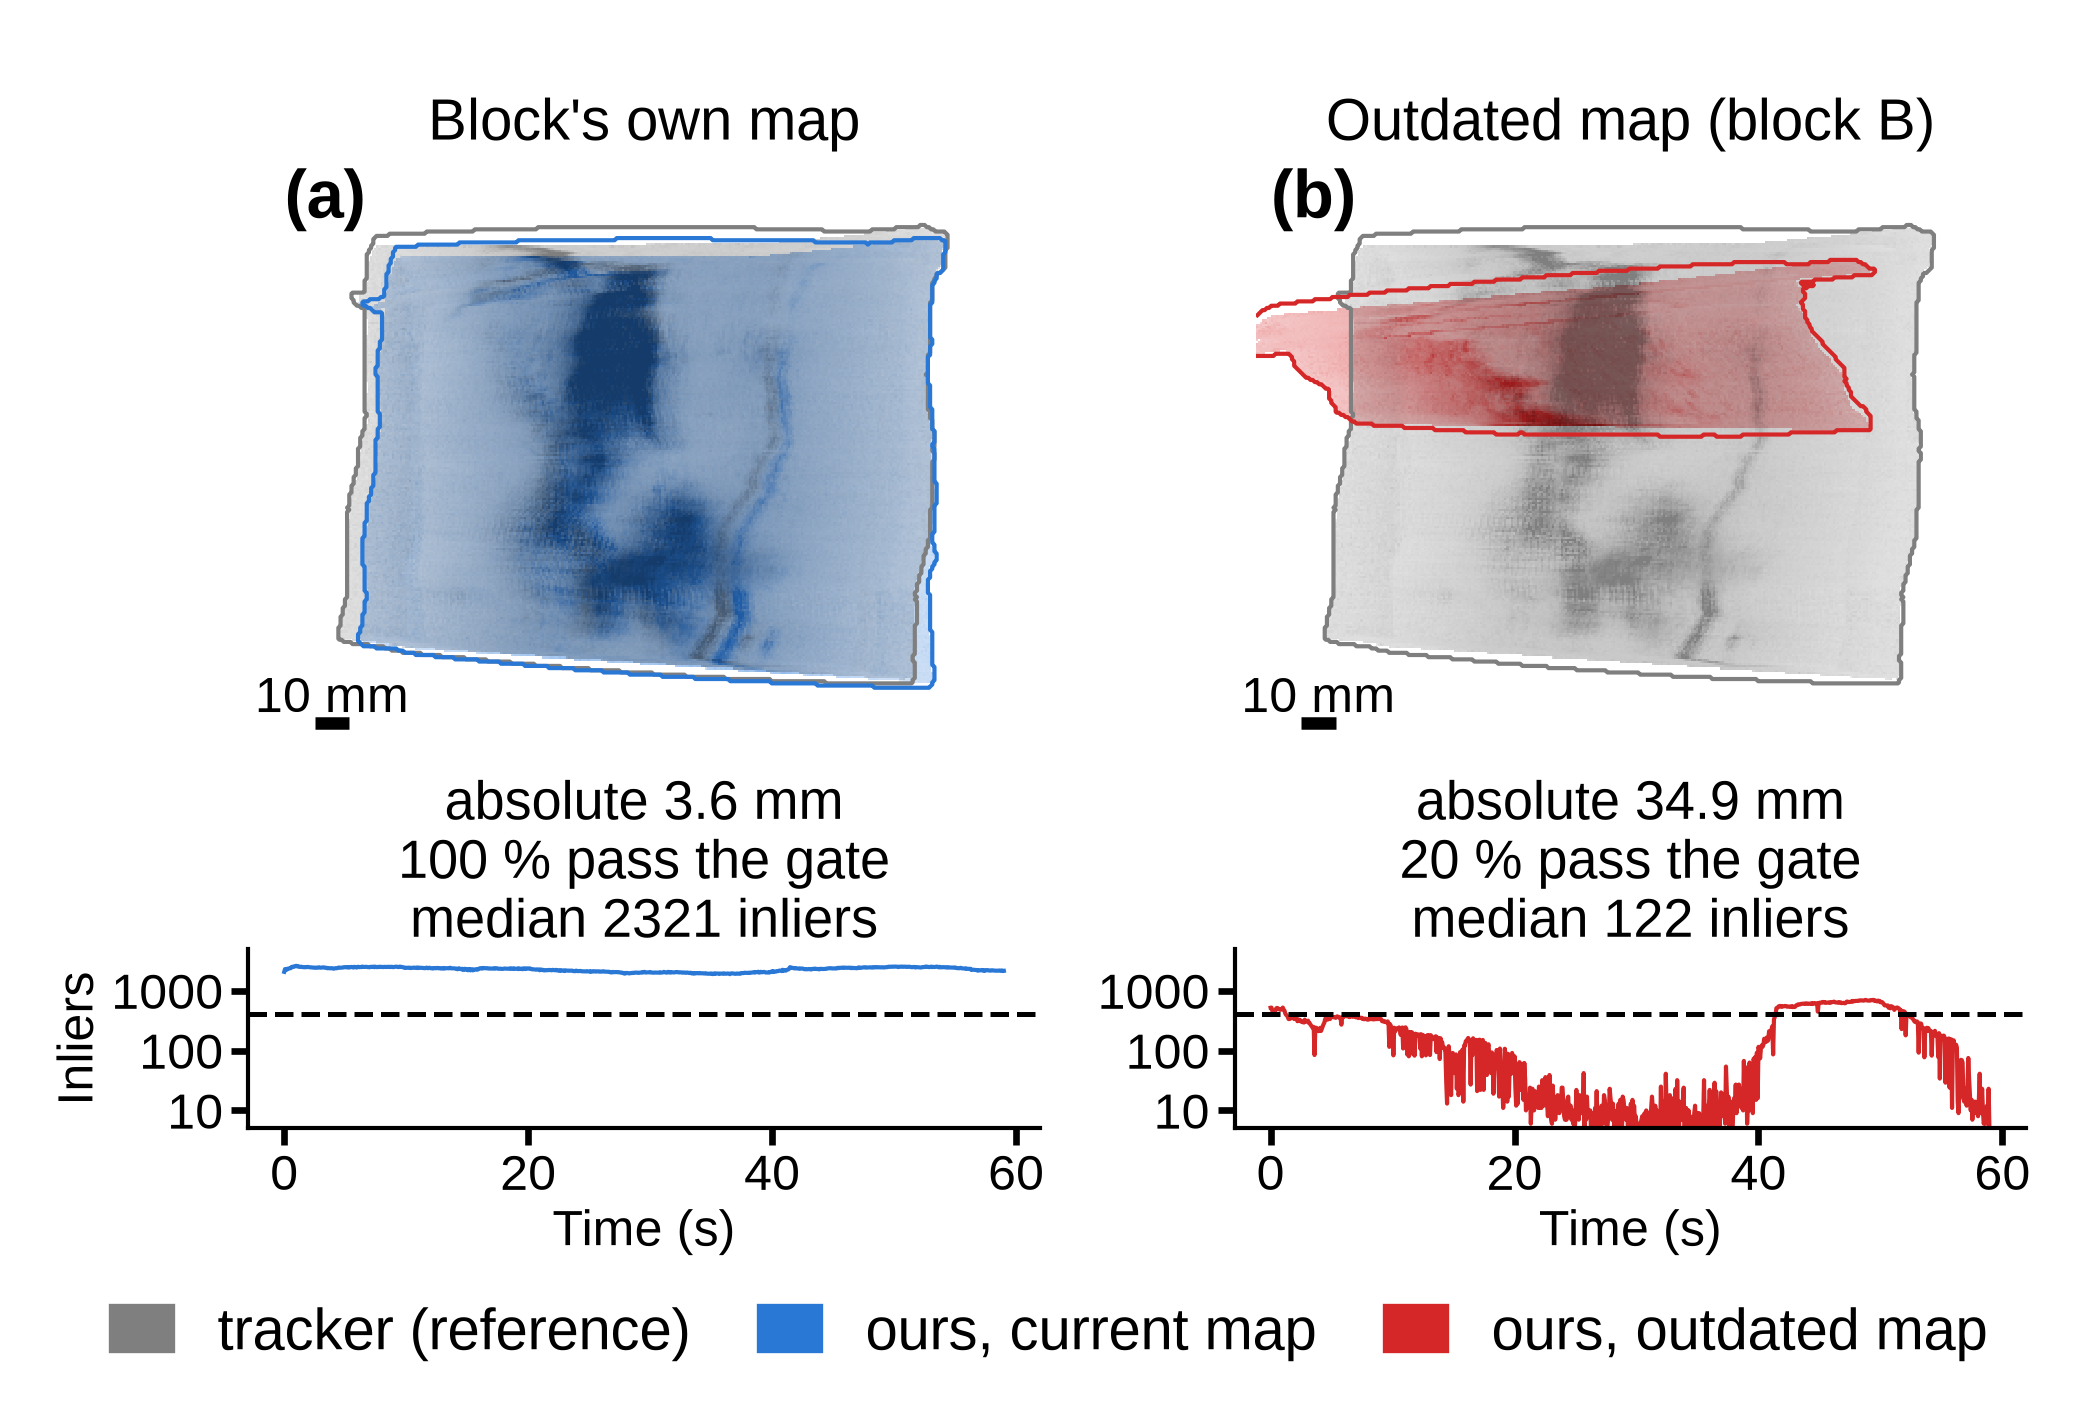 Block's own map
Outdated map (block B)
(a)
(b)
10 mm
10 mm
absolute 3.6 mm
100 % pass the gate
median 2321 inliers
absolute 34.9 mm
20 % pass the gate
median 122 inliers
Inliers
1000
100
10
0 20 40 60
Time (s)
1000
100
10
0 20 40 60
Time (s)
tracker (reference)
ours, current map
ours, outdated map